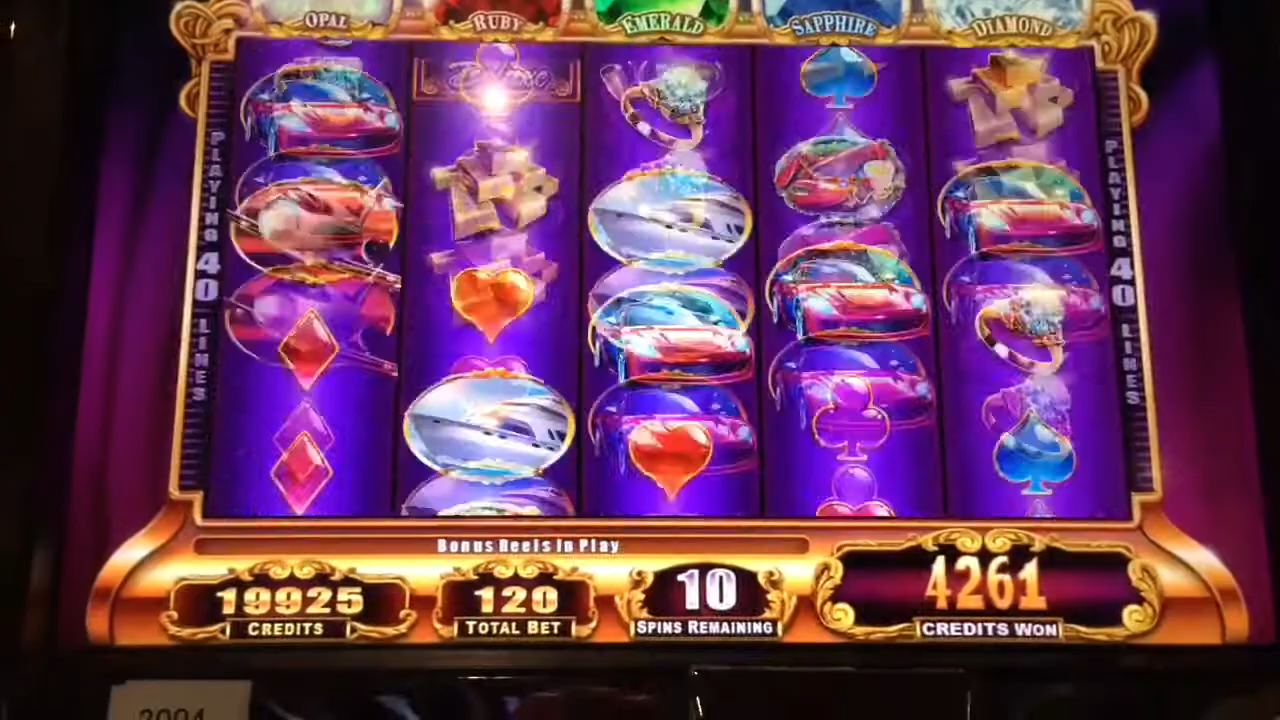 OPAL
RUBY
EMERALD
SAPPHIRE
DIAMOND
PLAYING 40 LINES
PLAYING 40 LINES
Bonus Reels In Play
19925
CREDITS
120
TOTAL BET
10
SPINS REMAINING
4261
CREDITS WON